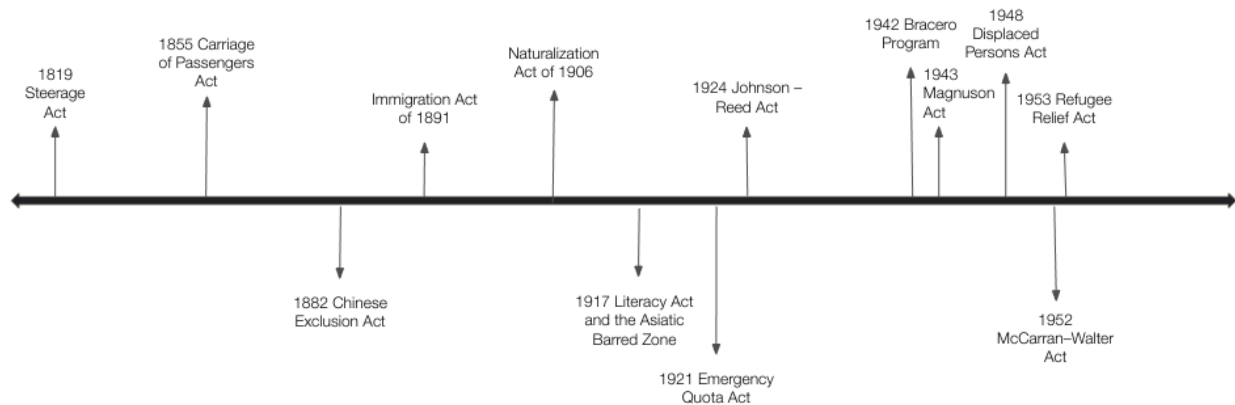 1819
Steerage
Act
1855 Carriage
of Passengers
Act
1882 Chinese
Exclusion Act
Immigration Act
of 1891
Naturalization
Act of 1906
1917 Literacy Act
and the Asiatic
Barred Zone
1921 Emergency
Quota Act
1924 Johnson –
Reed Act
1942 Bracero
Program
1943
Magnuson
Act
1948
Displaced
Persons Act
1952
McCarran–Walter
Act
1953 Refugee
Relief Act